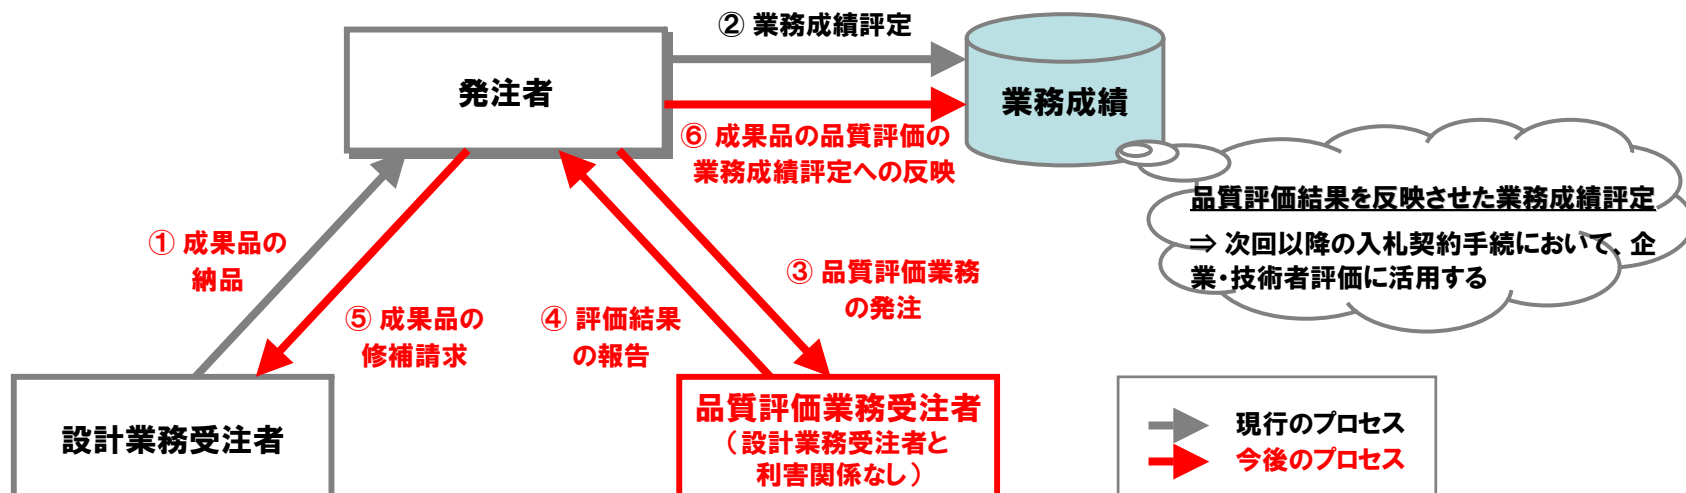 ② 業務成績評定
発注者
業務成績
⑥ 成果品の品質評価の
業務成績評定への反映
品質評価結果を反映させた業務成績評定
⇒ 次回以降の入札契約手続において、企
業・技術者評価に活用する
① 成果品の
納品
③ 品質評価業務
の発注
⑤ 成果品の
修補請求
④ 評価結果
の報告
設計業務受注者
品質評価業務受注者
（設計業務受注者と
利害関係なし）
現行のプロセス
今後のプロセス